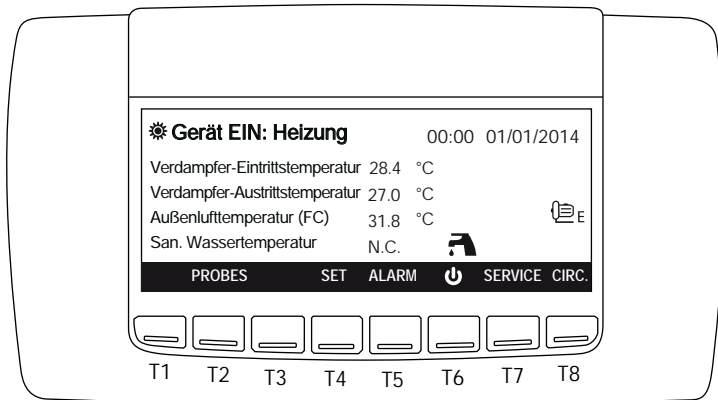 Gerät EIN: Heizung 00:00 01/01/2014
Verdampfer-Eintrittstemperatur 28.4 °C
Verdampfer-Austrittstemperatur 27.0 °C
Außenlufttemperatur (FC) 31.8 °C
E
San. Wassertemperatur N.C.
PROBES SET ALARM SERVICE CIRC.
T1 T2 T3 T4 T5 T6 T7 T8